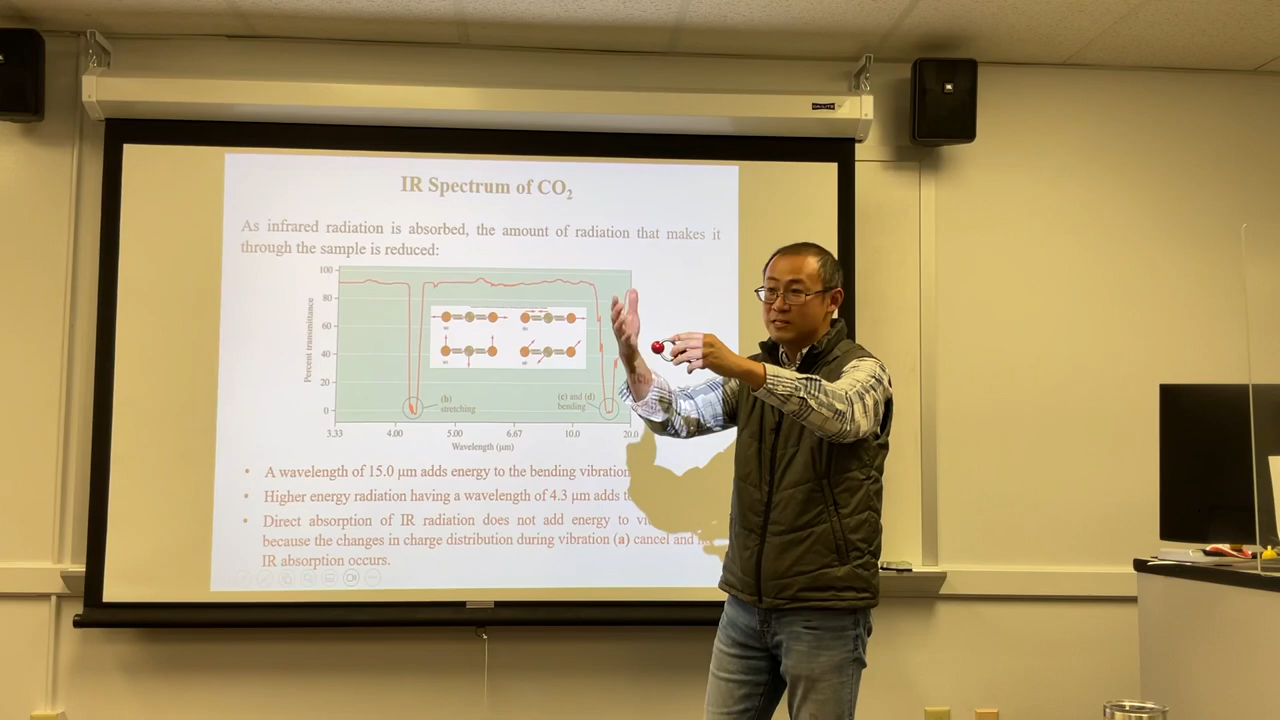 DA-LITE
JBL
IR Spectrum of CO2
As infrared radiation is absorbed, the amount of radiation that makes it
through the sample is reduced:
Percent transmittance
100
80
60
40
20
0
(a)
(b)
(c)
(d)
(b)
stretching
(c) and (d)
bending
3.33
4.00
5.00
6.67
10.0
20.0
Wavelength (μm)
• A wavelength of 15.0 μm adds energy to the bending vibration
• Higher energy radiation having a wavelength of 4.3 μm adds
• Direct absorption of IR radiation does not add energy to
because the changes in charge distribution during vibration (a) cancel and
IR absorption occurs.